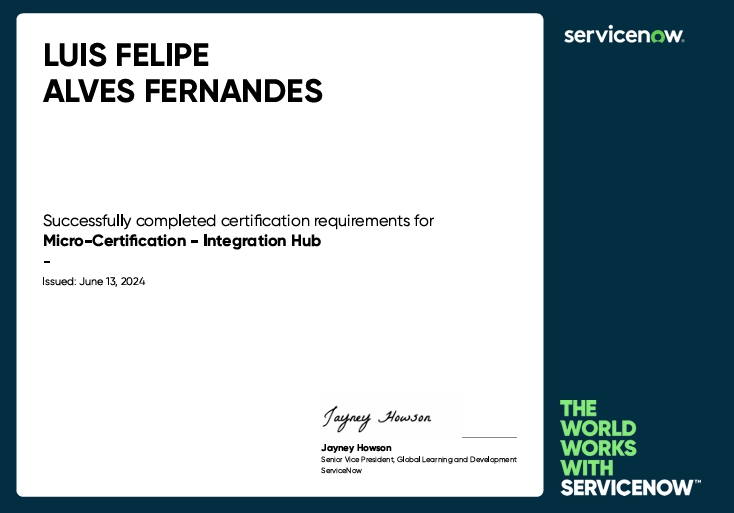 LUIS FELIPE
ALVES FERNANDES
servicenow.
Successfully completed certification requirements for
Micro-Certification - Integration Hub
-
Issued: June 13, 2024
Jayney Howson
Jayney Howson
Senior Vice President, Global Learning and Development
ServiceNow
THE
WORLD
WORKS
WITH
SERVICENOW™